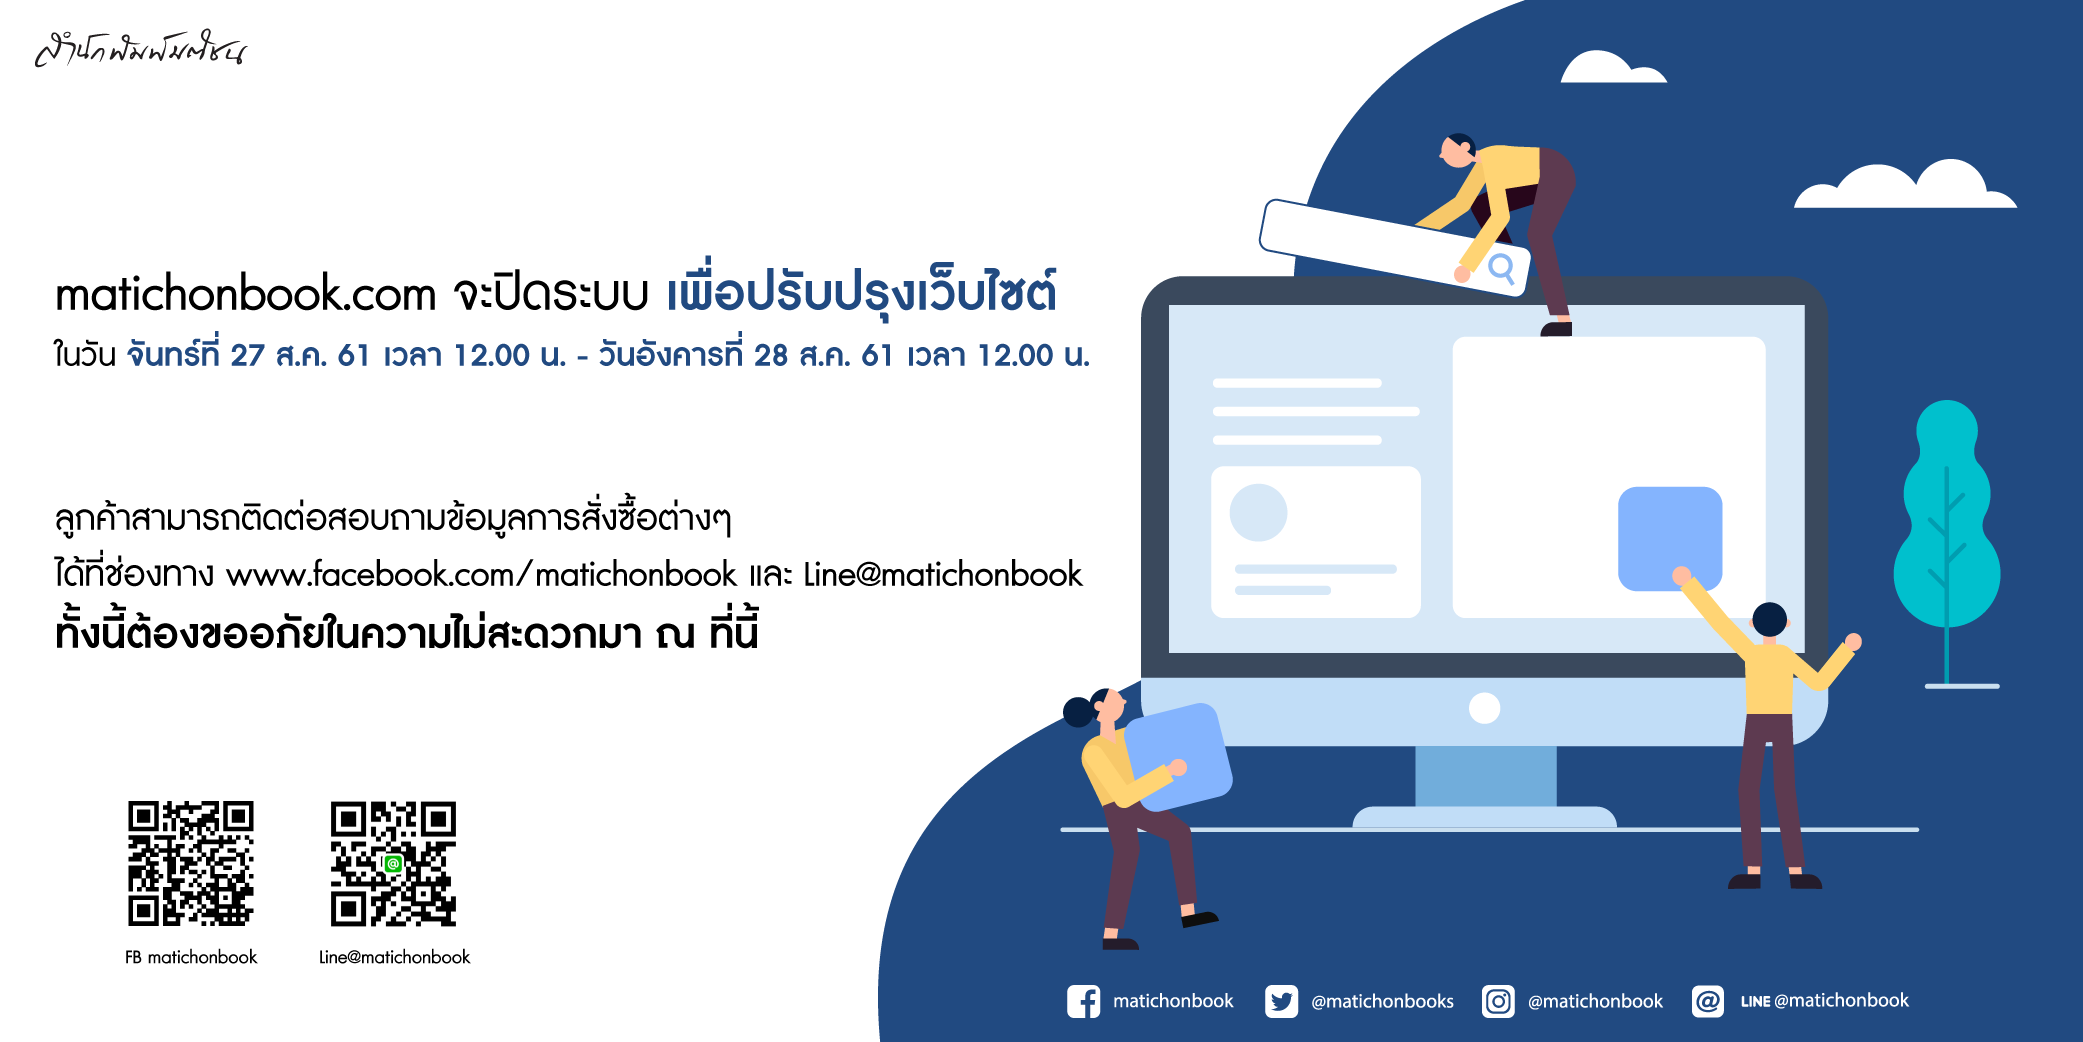 สำนักพิมพ์มติชน
matichonbook.com จะปิดระบบ เพื่อปรับปรุงเว็บไซต์
ในวัน จันทร์ที่ 27 ส.ค. 61 เวลา 12.00 น. - วันอังคารที่ 28 ส.ค. 61 เวลา 12.00 น.
ลูกค้าสามารถติดต่อสอบถามข้อมูลการสั่งซื้อต่างๆ
ได้ที่ช่องทาง www.facebook.com/matichonbook และ Line@matichonbook
ทั้งนี้ต้องขออภัยในความไม่สะดวกมา ณ ที่นี้
FB matichonbook
Line@matichonbook
matichonbook
@matichonbooks
@matichonbook
LINE @matichonbook